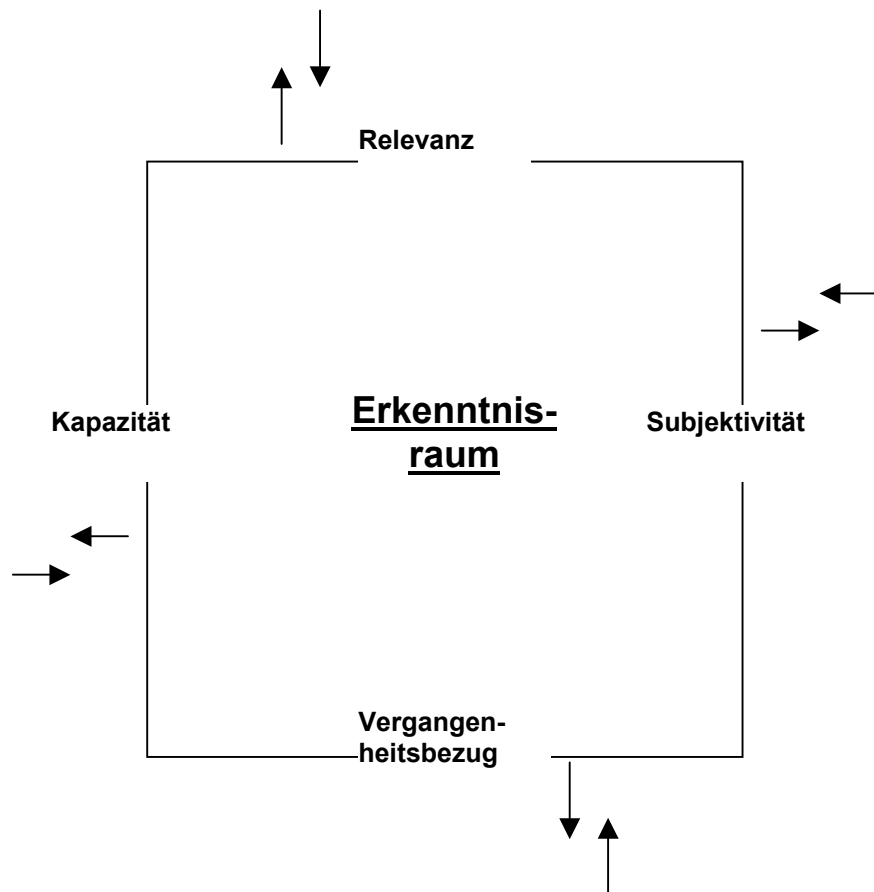 Relevanz
Kapazität
Erkenntnis-
raum
Subjektivität
Vergangen-
heitsbezug